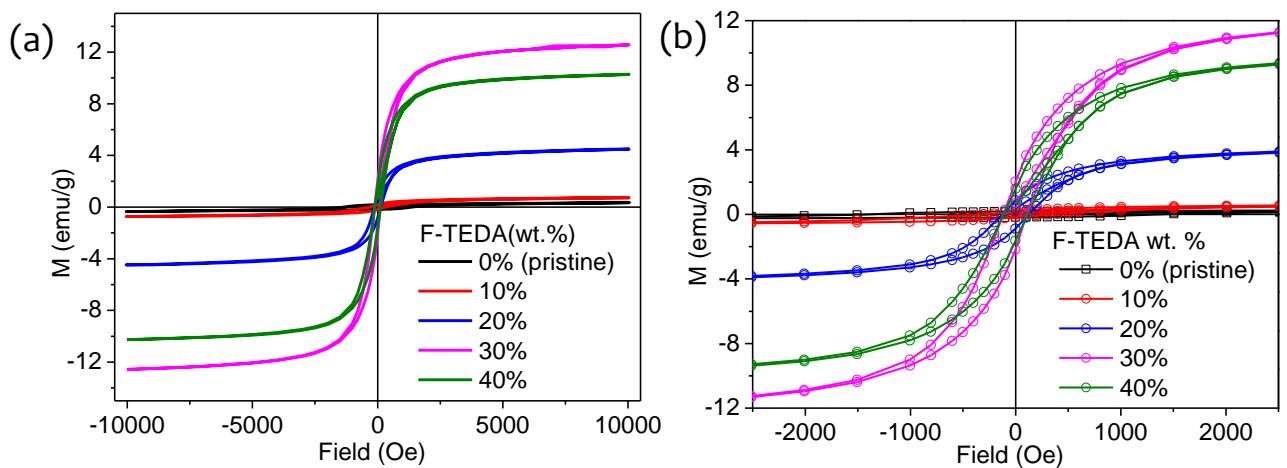 (a)
12
8
4
0
-4
-8
-12
M (emu/g)
F-TEDA(wt.%)
0% (pristine)
10%
20%
30%
40%
-10000 -5000 0 5000 10000
Field (Oe)
(b)
12
8
4
0
-4
-8
-12
M (emu/g)
F-TEDA wt. %
0% (pristine)
10%
20%
30%
40%
-2000 -1000 0 1000 2000
Field (Oe)